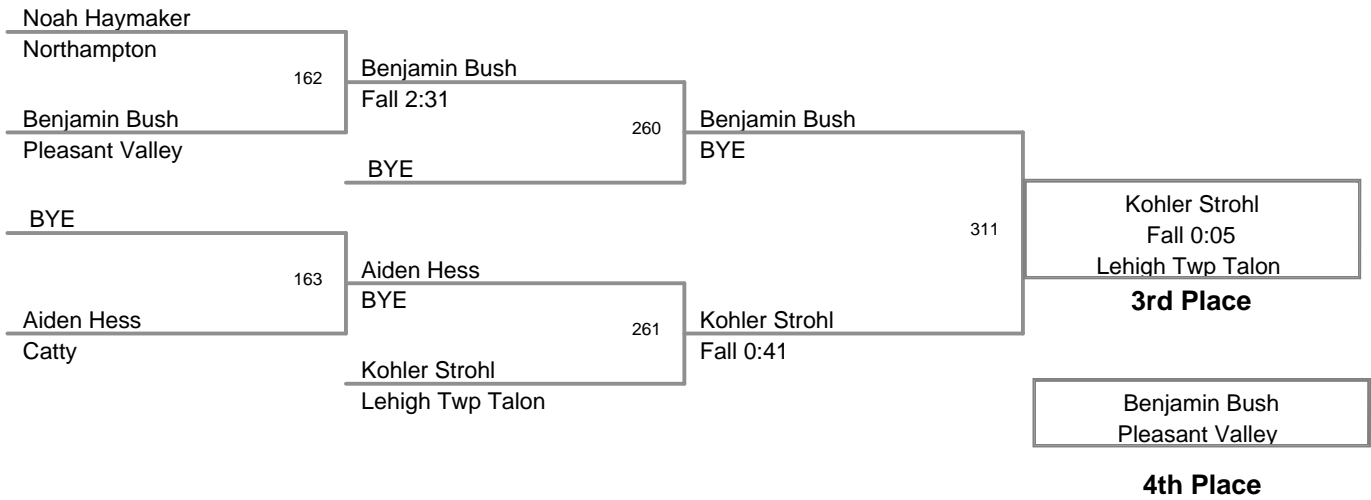 Noah Haymaker
Northampton
162
Benjamin Bush
Fall 2:31
Benjamin Bush
Pleasant Valley
260
Benjamin Bush
BYE
BYE
BYE
311
Kohler Strohl
Fall 0:05
Lehigh Twp Talon
3rd Place
163
Aiden Hess
BYE
Aiden Hess
Catty
261
Kohler Strohl
Fall 0:41
Kohler Strohl
Lehigh Twp Talon
Benjamin Bush
Pleasant Valley
4th Place